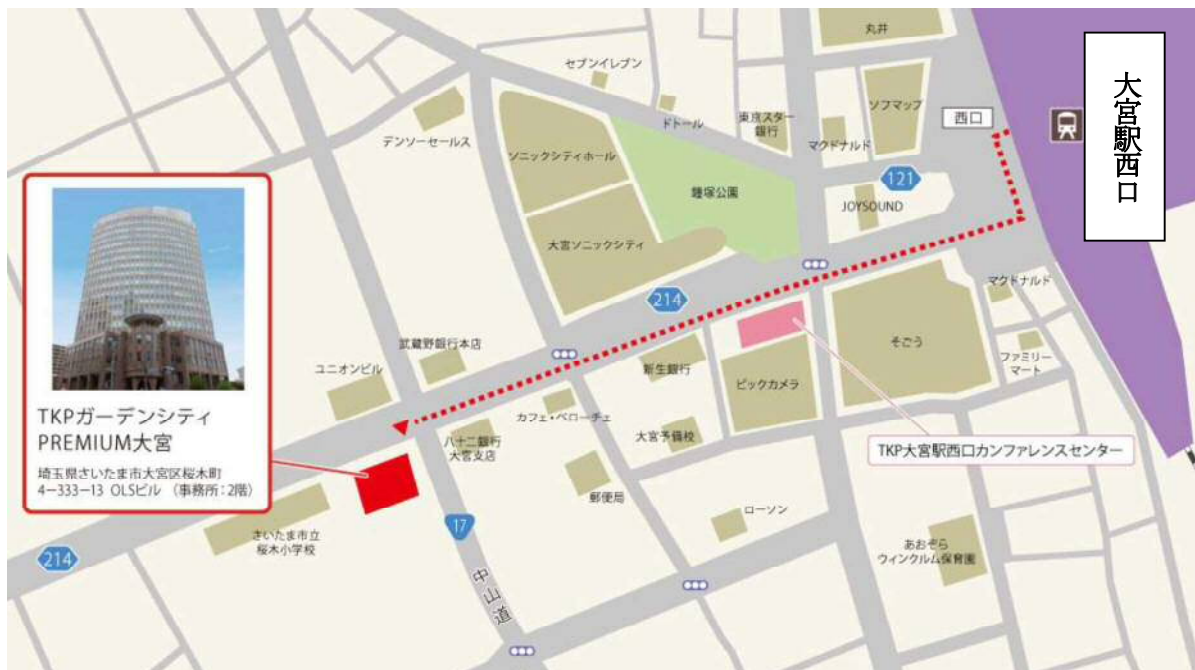 丸井
大宮駅西口
セブンイレブン
ソフマップ
西口
ドトール
東京スター
銀行
マクドナルド
デンソーセールス
ソニックシティホール
121
鐘塚公園
JOYSOUND
大宮ソニックシティ
マクドナルド
214
そごう
ファミリー
マート
武蔵野銀行本店
新生銀行
ユニオンビル
ビックカメラ
カフェ・ベローチェ
大宮予備校
八十二銀行
大宮支店
TKP大宮駅西口カンファレンスセンター
TKPガーデンシティ
PREMIUM大宮
埼玉県さいたま市大宮区桜木町
4-333-13 OLSビル (事務所:2階)
郵便局
ローソン
17
さいたま市立
桜木小学校
あおぞら
ウィンクルム保育園
214
中山道